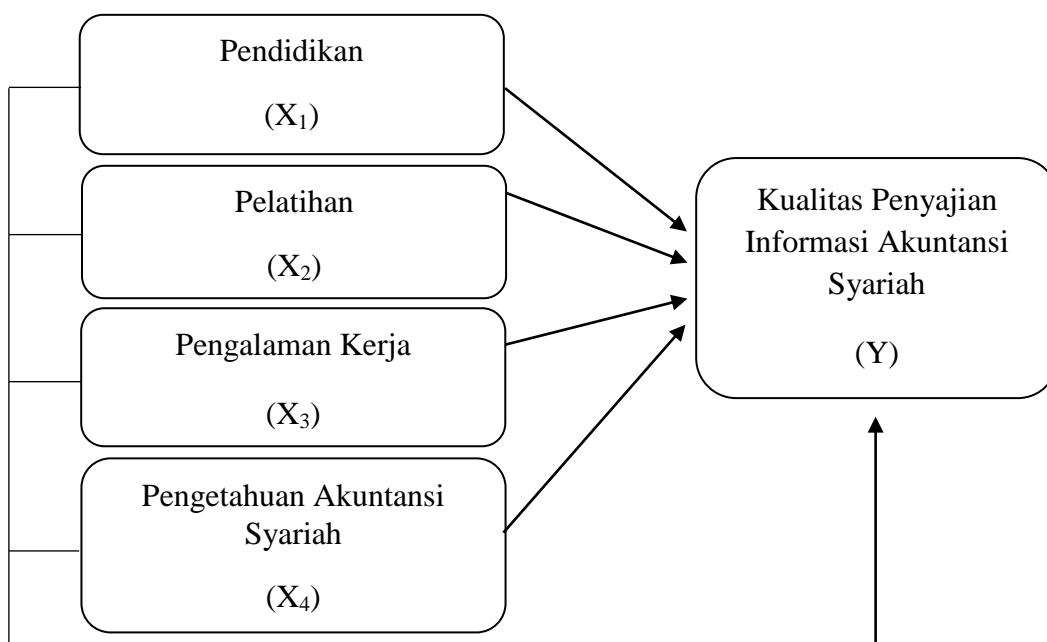 Pendidikan
(X₁)
Pelatihan
(X₂)
Pengalaman Kerja
(X₃)
Pengetahuan Akuntansi
Syariah
(X₄)
Kualitas Penyajian
Informasi Akuntansi
Syariah
(Y)